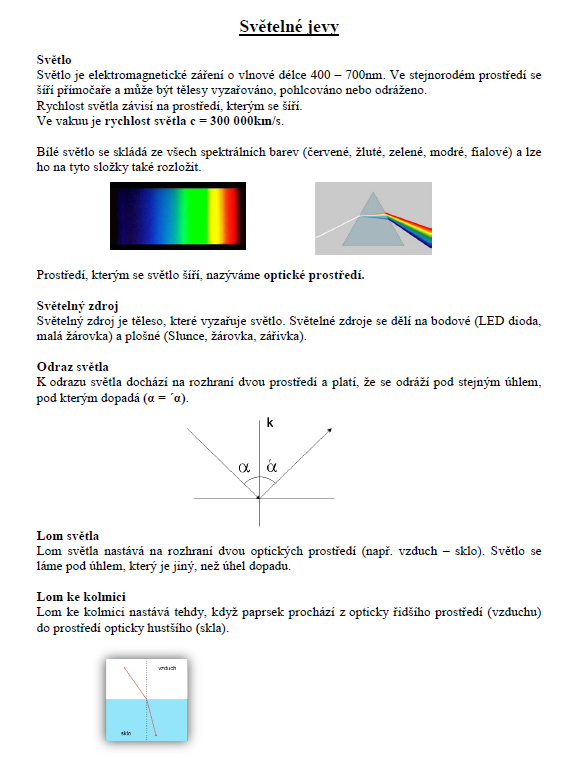 Světelné jevy
Světlo
Světlo je elektromagnetické záření o vlnové délce 400 – 700nm. Ve stejnorodém prostředí se
šíří přímočaře a může být tělesy vyzařováno, pohlcováno nebo odráženo.
Rychlost světla závisí na prostředí, kterým se šíří.
Ve vakuu je rychlost světla c = 300 000km/s.
Bílé světlo se skládá ze všech spektrálních barev (červené, žluté, zelené, modré, fialové) a lze
ho na tyto složky také rozložit.
Prostředí, kterým se světlo šíří, nazýváme optické prostředí.
Světelný zdroj
Světelný zdroj je těleso, které vyzařuje světlo. Světelné zdroje se dělí na bodové (LED dioda,
malá žárovka) a plošné (Slunce, žárovka, zářivka).
Odraz světla
K odrazu světla dochází na rozhraní dvou prostředí a platí, že se odráží pod stejným úhlem,
pod kterým dopadá (α = ´α).
k
α ά
Lom světla
Lom světla nastává na rozhraní dvou optických prostředí (např. vzduch – sklo). Světlo se
láme pod úhlem, který je jiný, než úhel dopadu.
Lom ke kolmici
Lom ke kolmici nastává tehdy, když paprsek prochází z opticky řidšího prostředí (vzduchu)
do prostředí opticky hustšího (skla).
vzduch
sklo